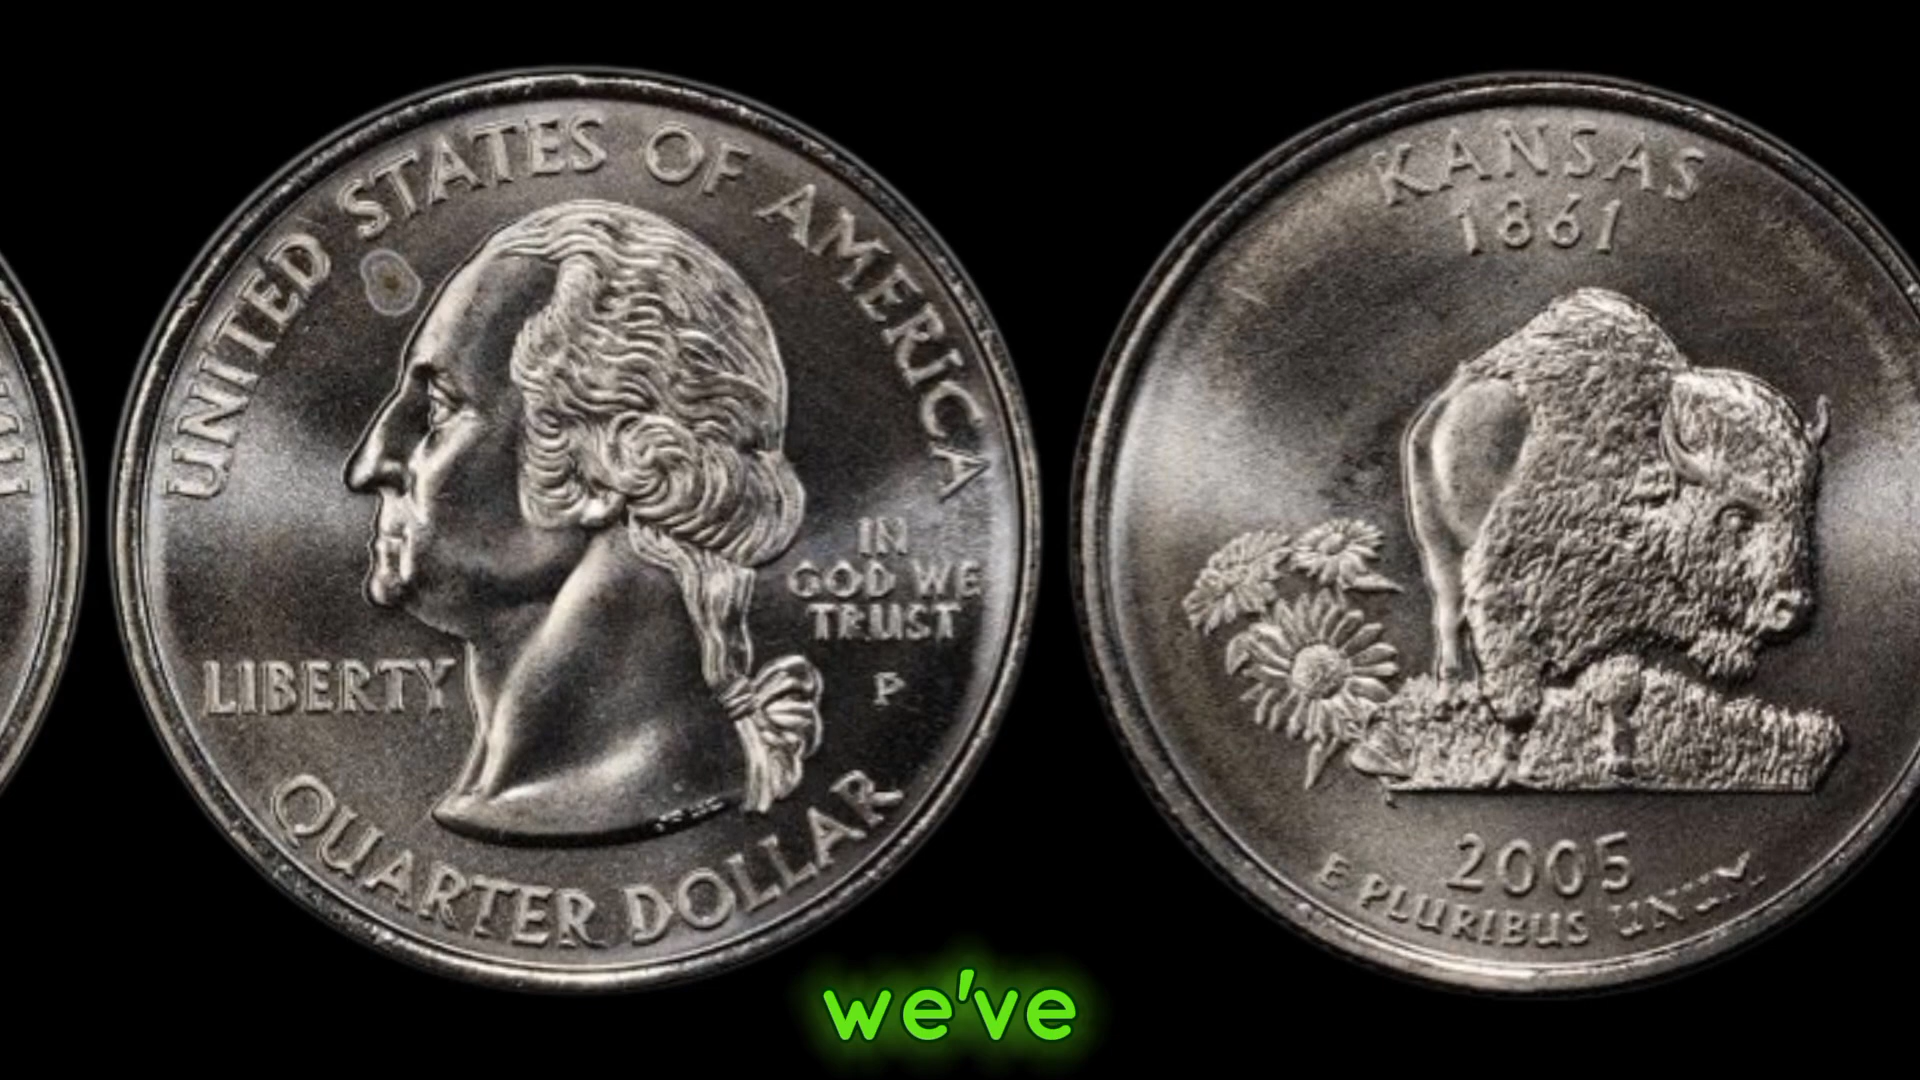 UNITED STATES OF AMERICA
LIBERTY
IN
GOD WE
TRUST
P
QUARTER DOLLAR
KANSAS
1861
2005
E PLURIBUS UNUM
we've